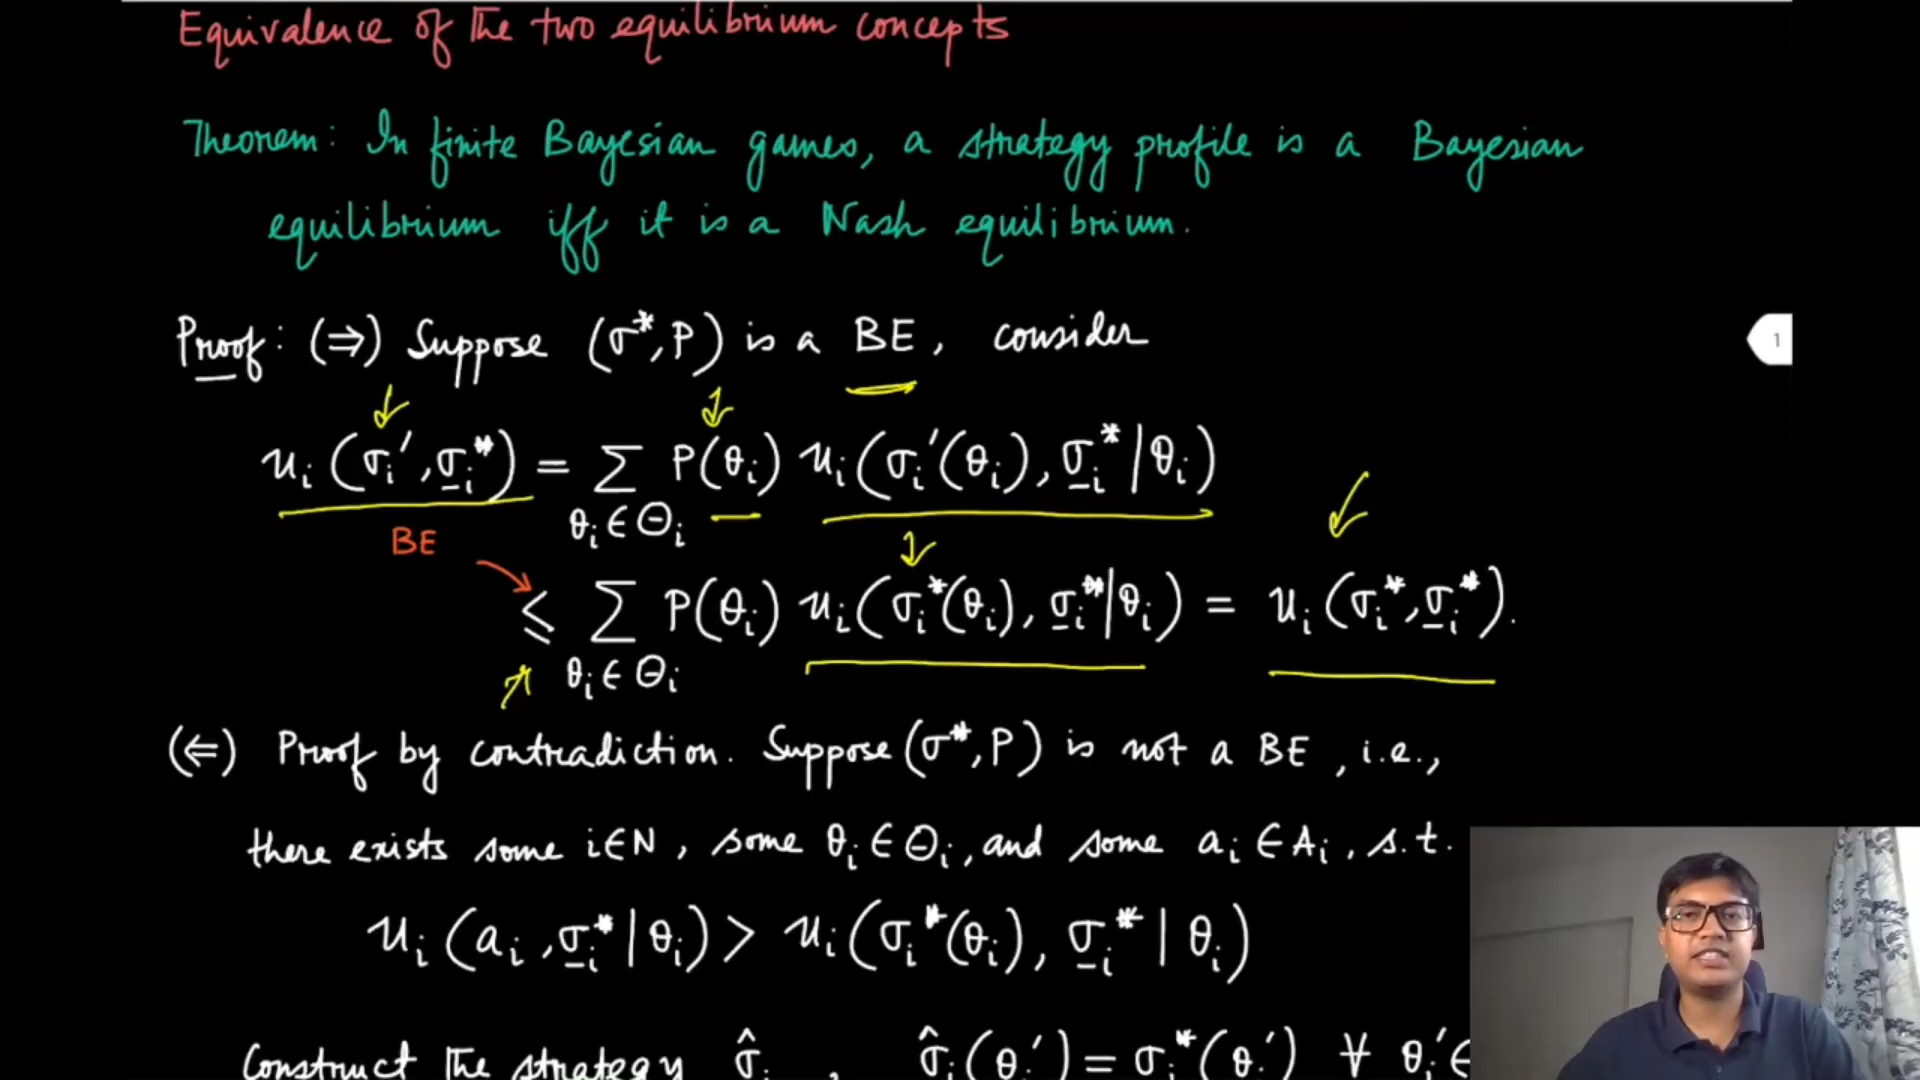 Equivalence of the two equilibrium concepts
Theorem: In finite Bayesian games, a strategy profile is a Bayesian
equilibrium iff it is a Nash equilibrium.
Proof: (⇒) Suppose (σ*, P) is a BE, consider
1
u_i(σ_i', σ_{-i}^*) = Σ_{θ_i ∈ Θ_i} P(θ_i) u_i(σ_i'(θ_i), σ_{-i}^* | θ_i)
BE
≤ Σ_{θ_i ∈ Θ_i} P(θ_i) u_i(σ_i^*(θ_i), σ_{-i}^* | θ_i) = u_i(σ_i^*, σ_{-i}^*).
(⇐) Proof by contradiction. Suppose (σ*, P) is not a BE, i.e.,
there exists some i∈N, some θ_i ∈ Θ_i, and some a_i ∈ A_i, s.t.
u_i(a_i, σ_{-i}^* | θ_i) > u_i(σ_i^*(θ_i), σ_{-i}^* | θ_i)
Construct the strategy σ̂_i, σ̂_i(θ_i') = σ_i^*(θ_i') ∀ θ_i' ∈